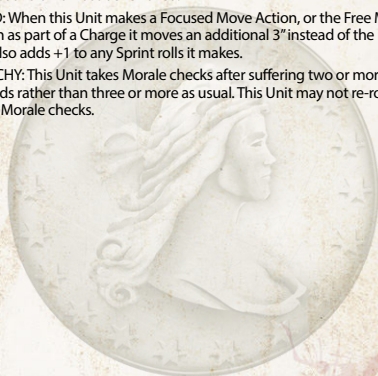 D: When this Unit makes a Focused Move Action, or the Free M
n as part of a Charge it moves an additional 3” instead of the
lso adds +1 to any Sprint rolls it makes.
CHY: This Unit takes Morale checks after suffering two or mor
ds rather than three or more as usual. This Unit may not re-ro
Morale checks.